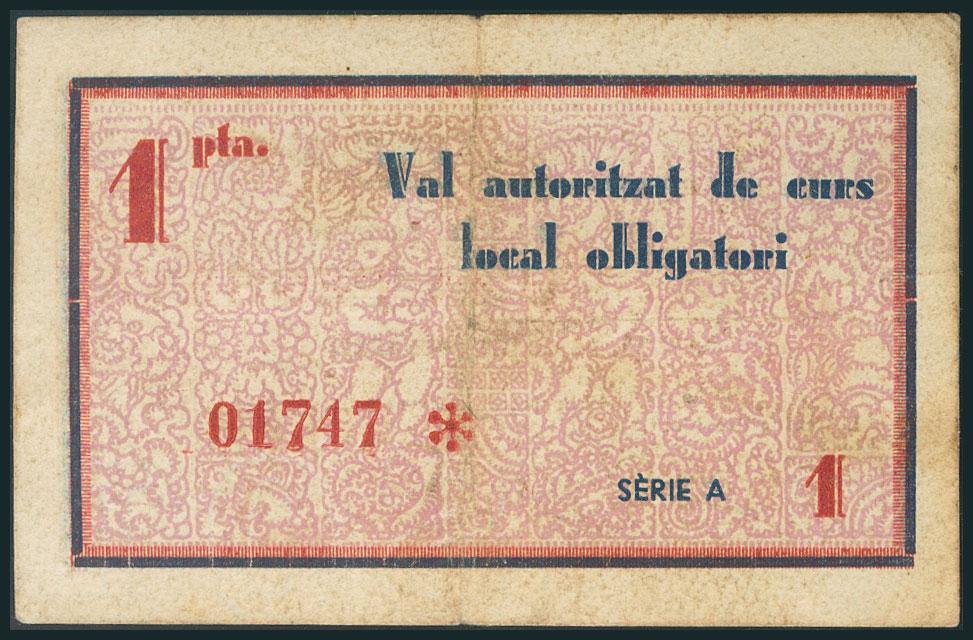 1 pta.
Val autoritzat de curs
local obligatori
01747 *
SÈRIE A
1